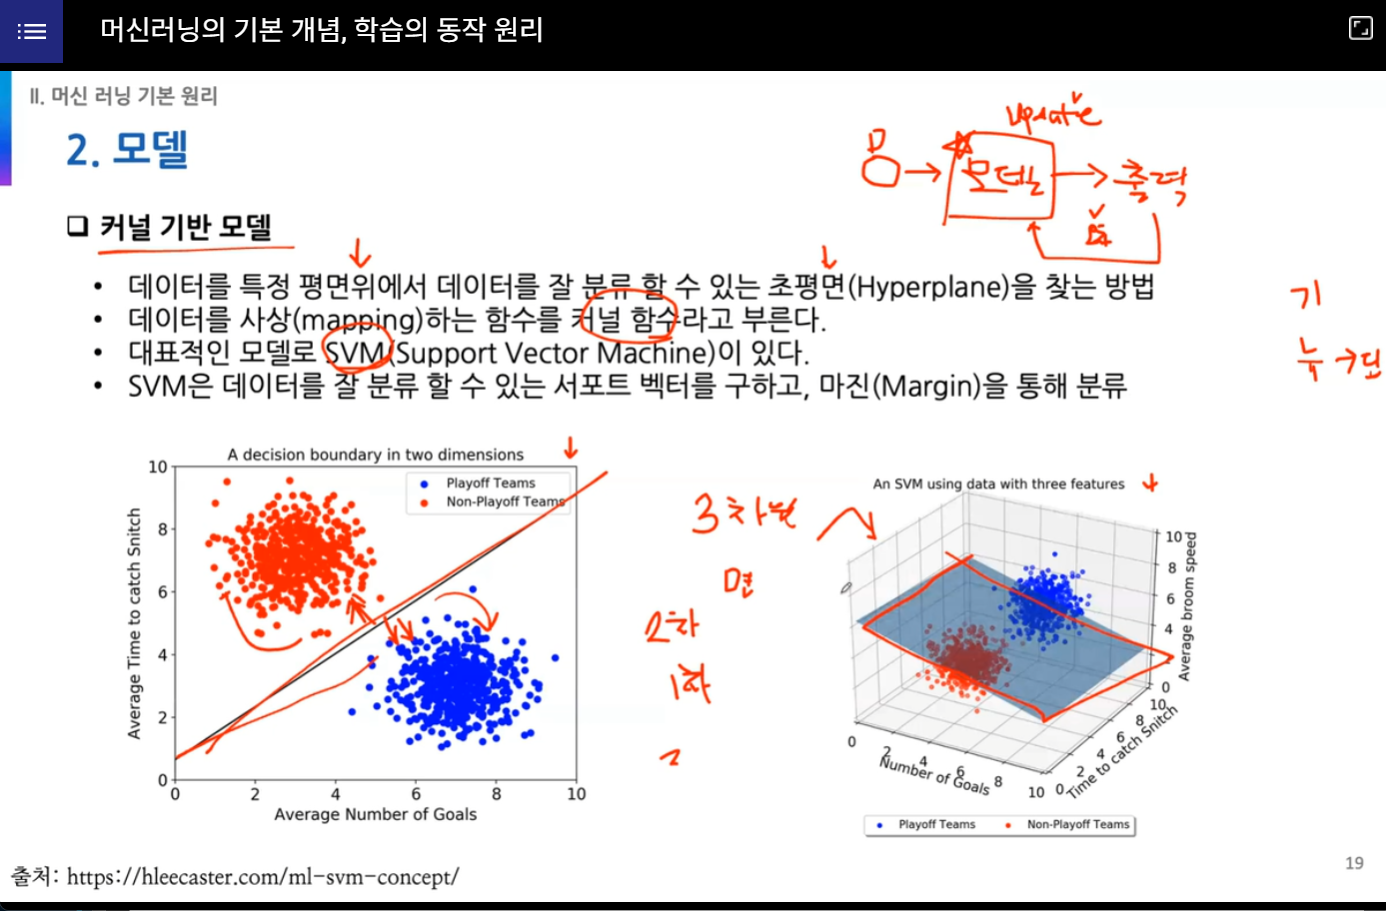 머신러닝의 기본 개념, 학습의 동작 원리
II. 머신 러닝 기본 원리
2. 모델
update
D
모델
출력
커널 기반 모델
데이터를 특정 평면위에서 데이터를 잘 분류 할 수 있는 초평면(Hyperplane)을 찾는 방법
데이터를 사상(mapping)하는 함수를 커널 함수라고 부른다.
대표적인 모델로 SVM(Support Vector Machine)이 있다.
SVM은 데이터를 잘 분류 할 수 있는 서포트 벡터를 구하고, 마진(Margin)을 통해 분류
기
뉴
단
A decision boundary in two dimensions
Playoff Teams
Non-Playoff Teams
10
8
6
4
2
0
Average Time to catch Snitch
0 2 4 6 8 10
Average Number of Goals
3차원
면
2차
1차
An SVM using data with three features
10
8
6
4
2
0
Average broom speed
0 2 4 6 8 10
Number of Goals
0 2 4 6 8 10
Time to catch Snitch
Playoff Teams
Non-Playoff Teams
출처: https://hleecaster.com/ml-svm-concept/
19